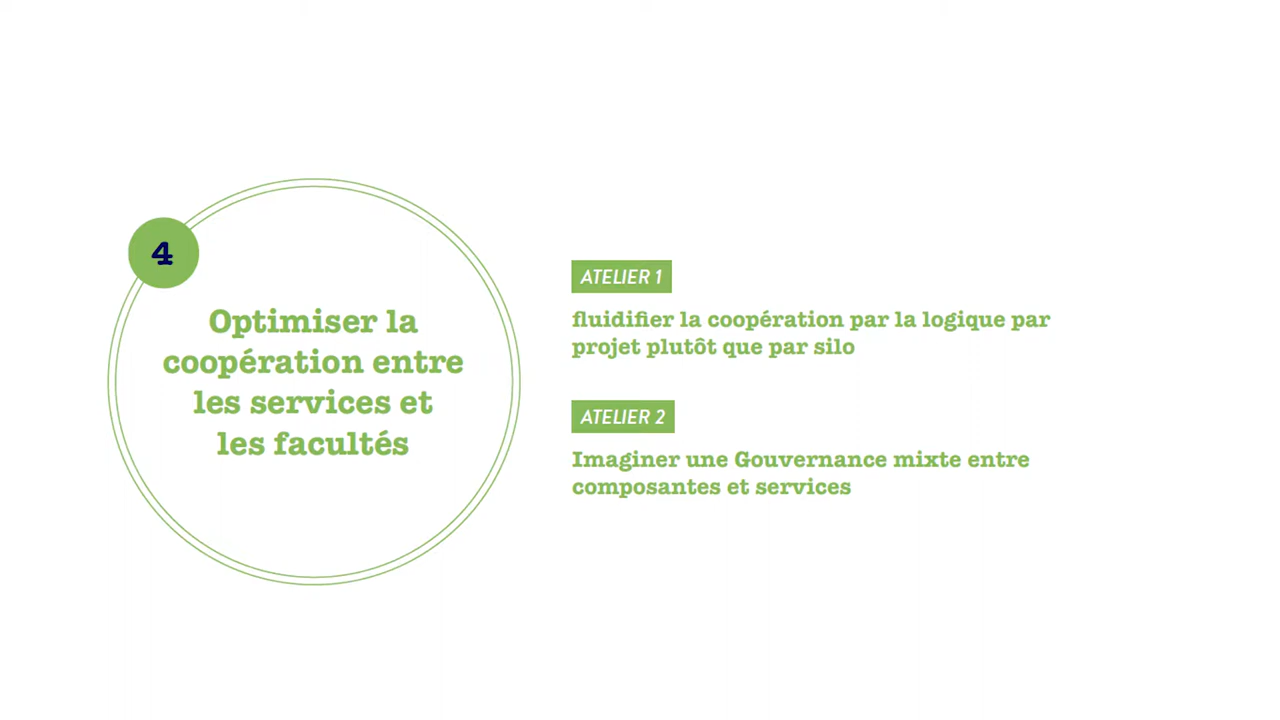 4
Optimiser la
coopération entre
les services et
les facultés
ATELIER 1
fluidifier la coopération par la logique par
projet plutôt que par silo
ATELIER 2
Imaginer une Gouvernance mixte entre
composantes et services